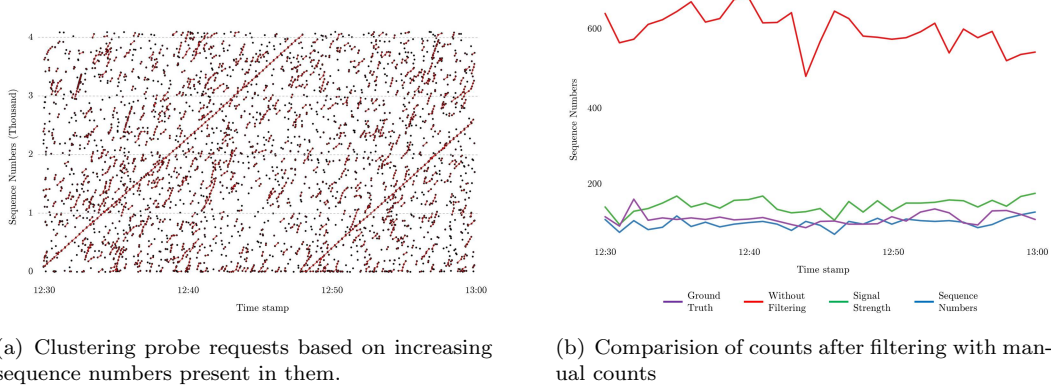 4
3
2
1
0
Sequence Numbers (Thousand)
12:30 12:40 12:50 13:00
Time stamp
(a) Clustering probe requests based on increasing
sequence numbers present in them.
600
400
200
Sequence Numbers
12:30 12:40 12:50 13:00
Time stamp
Ground Truth
Without Filtering
Signal Strength
Sequence Numbers
(b) Comparision of counts after filtering with man-
ual counts